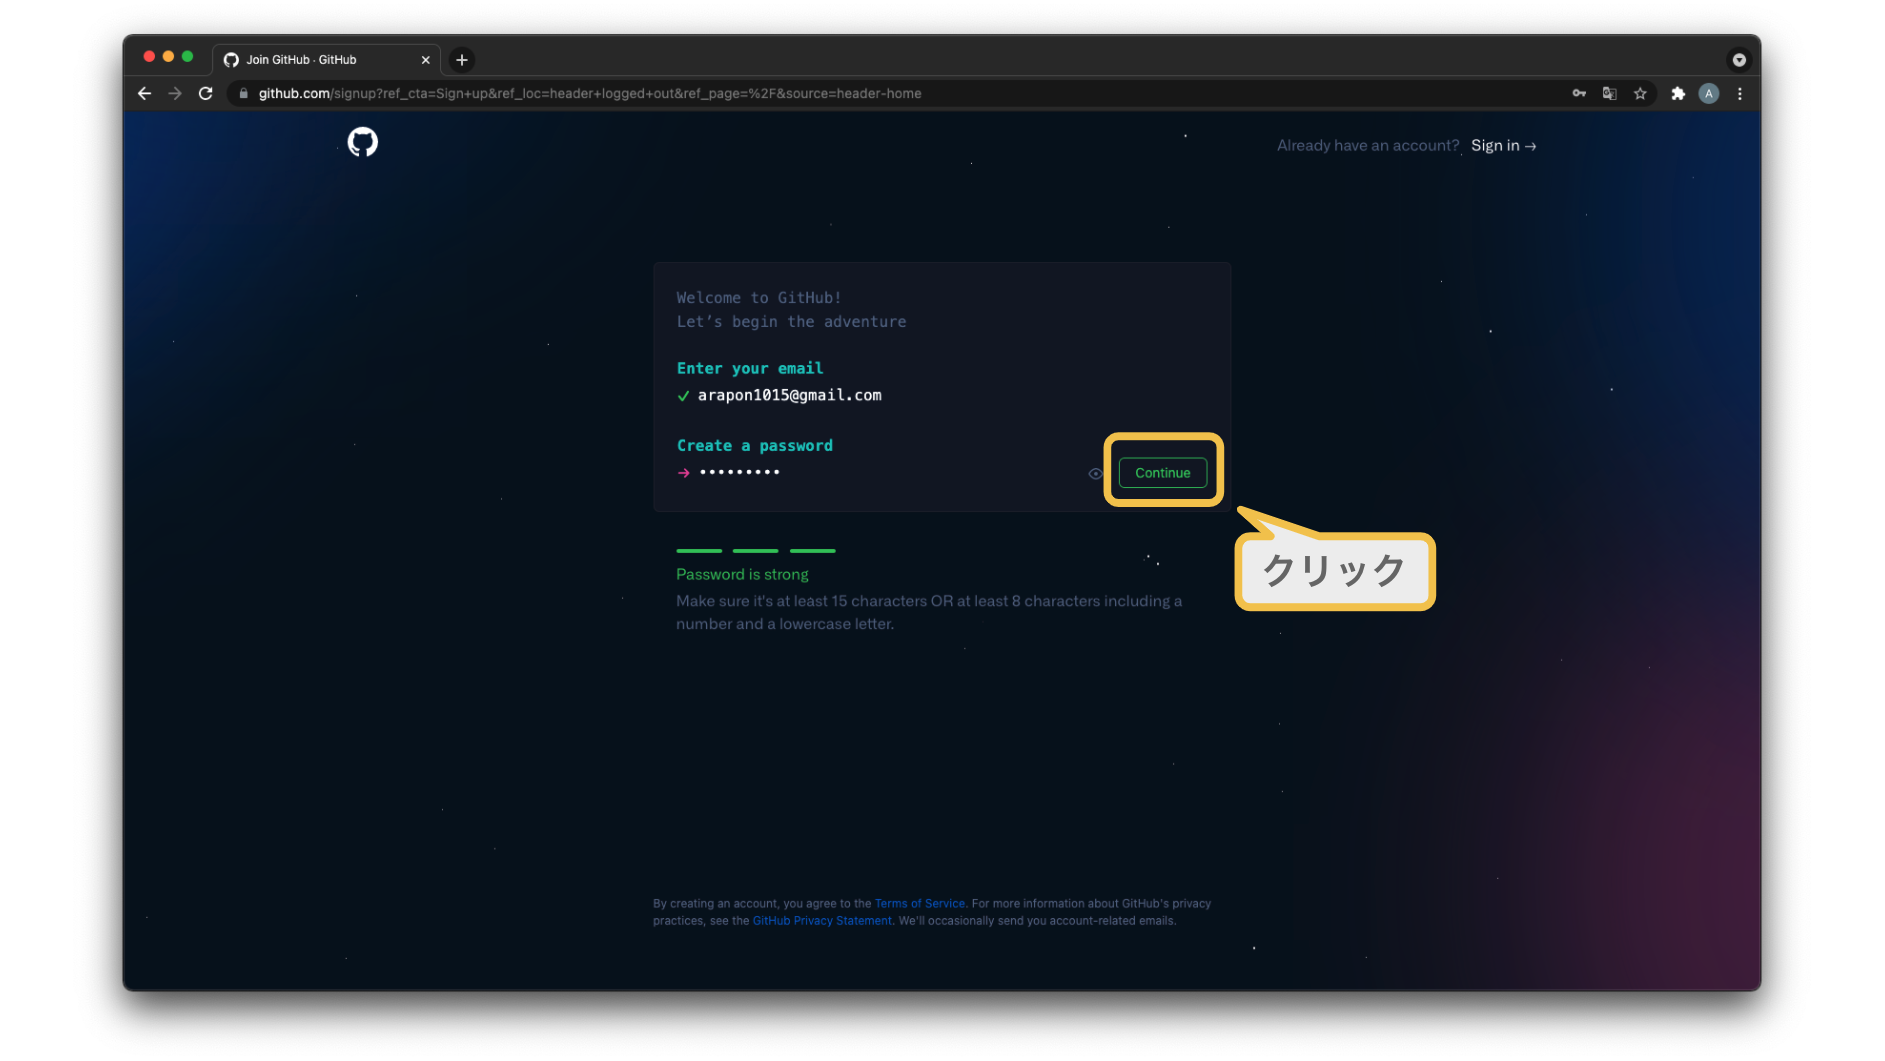 Join GitHub · GitHub
github.com/signup?ref_cta=Sign+up&ref_loc=header+logged+out&ref_page=%2F&source=header-home
A
Already have an account? Sign in →
Welcome to GitHub!
Let’s begin the adventure
Enter your email
✓ arapon1015@gmail.com
Create a password
→ •••••••••
Continue
クリック
Password is strong
Make sure it's at least 15 characters OR at least 8 characters including a
number and a lowercase letter.
By creating an account, you agree to the Terms of Service. For more information about GitHub's privacy
practices, see the GitHub Privacy Statement. We'll occasionally send you account-related emails.